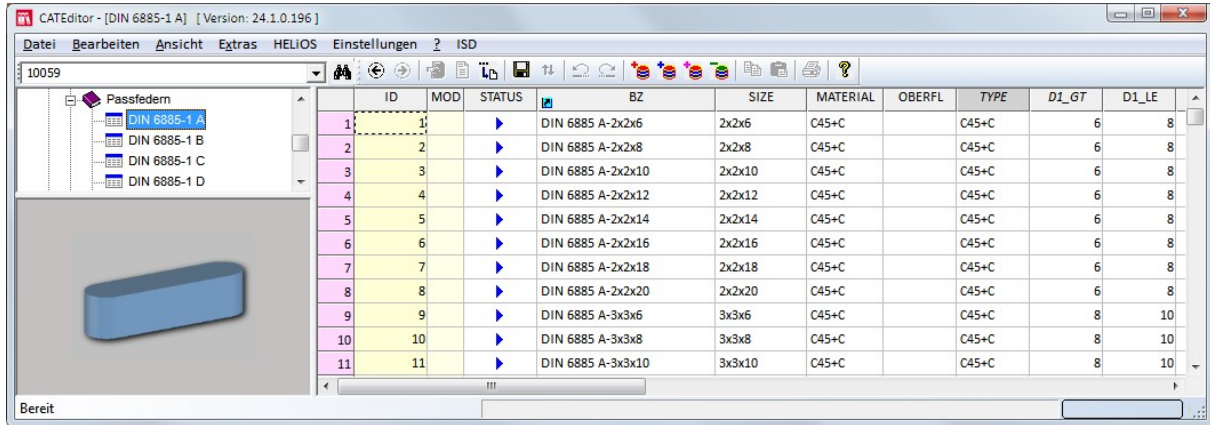 CATEditor - [DIN 6885-1 A] [ Version: 24.1.0.196 ]
Datei Bearbeiten Ansicht Extras HELiOS Einstellungen ? ISD
10059
Passfedern
DIN 6885-1 A
DIN 6885-1 B
DIN 6885-1 C
DIN 6885-1 D
ID MOD STATUS BZ SIZE MATERIAL OBERFL TYPE D1_GT D1_LE
1 1 DIN 6885 A-2x2x6 2x2x6 C45+C C45+C 6 8
2 2 DIN 6885 A-2x2x8 2x2x8 C45+C C45+C 6 8
3 3 DIN 6885 A-2x2x10 2x2x10 C45+C C45+C 6 8
4 4 DIN 6885 A-2x2x12 2x2x12 C45+C C45+C 6 8
5 5 DIN 6885 A-2x2x14 2x2x14 C45+C C45+C 6 8
6 6 DIN 6885 A-2x2x16 2x2x16 C45+C C45+C 6 8
7 7 DIN 6885 A-2x2x18 2x2x18 C45+C C45+C 6 8
8 8 DIN 6885 A-2x2x20 2x2x20 C45+C C45+C 6 8
9 9 DIN 6885 A-3x3x6 3x3x6 C45+C C45+C 8 10
10 10 DIN 6885 A-3x3x8 3x3x8 C45+C C45+C 8 10
11 11 DIN 6885 A-3x3x10 3x3x10 C45+C C45+C 8 10
Bereit